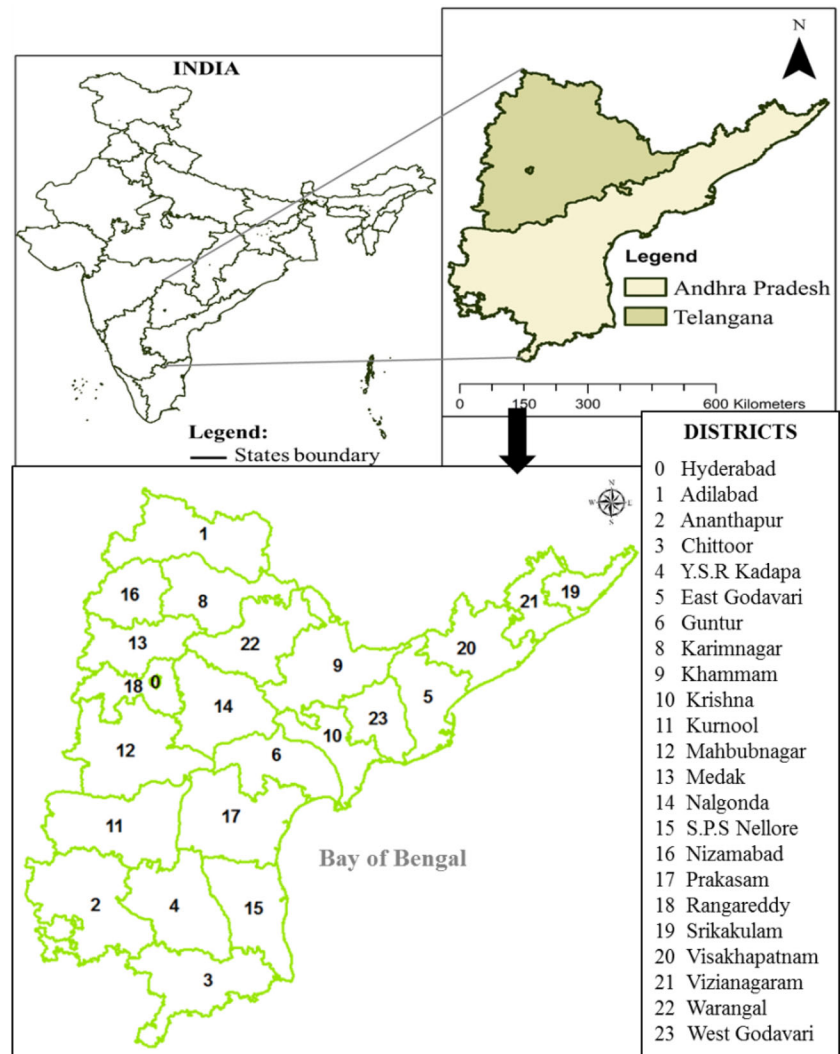 INDIA
Legend:
States boundary
N
Legend
Andhra Pradesh
Telangana
0 150 300 600 Kilometers
DISTRICTS
0 Hyderabad
1 Adilabad
2 Ananthapur
3 Chittoor
4 Y.S.R Kadapa
5 East Godavari
6 Guntur
8 Karimnagar
9 Khammam
10 Krishna
11 Kurnool
12 Mahbubnagar
13 Medak
14 Nalgonda
15 S.P.S Nellore
16 Nizamabad
17 Prakasam
18 Rangareddy
19 Srikakulam
20 Visakhapatnam
21 Vizianagaram
22 Warangal
23 West Godavari
N
W
S
1
16
8
21
19
13
22
20
9
18
0
14
5
23
10
12
6
11
17
Bay of Bengal
2
4
15
3